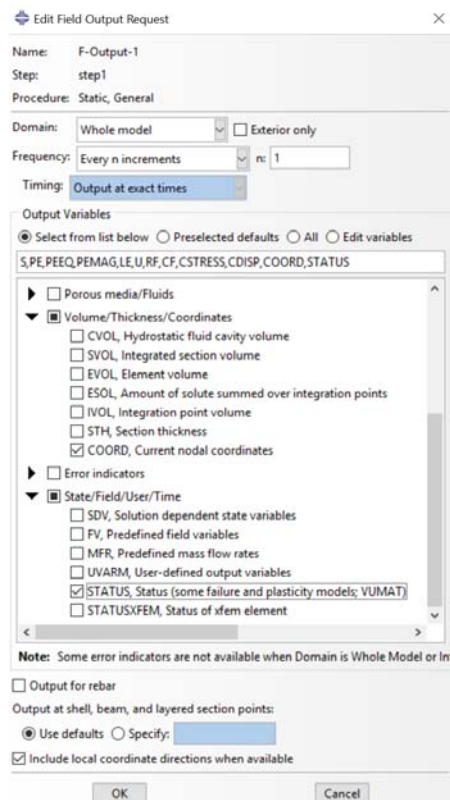 Edit Field Output Request
Name: F-Output-1
Step: step1
Procedure: Static, General
Domain: Whole model Exterior only
Frequency: Every n increments n: 1
Timing: Output at exact times
Output Variables
Select from list below Preselected defaults All Edit variables
S,PE,PEEQ,PEMAG,LE,U,RF,CF,CSTRESS,CDISP,COORD,STATUS
Porous media/Fluids
Volume/Thickness/Coordinates
CVOL, Hydrostatic fluid cavity volume
SVOL, Integrated section volume
EVOL, Element volume
ESOL, Amount of solute summed over integration points
IVOL, Integration point volume
STH, Section thickness
COORD, Current nodal coordinates
Error indicators
State/Field/User/Time
SDV, Solution dependent state variables
FV, Predefined field variables
MFR, Predefined mass flow rates
UVARM, User-defined output variables
STATUS, Status (some failure and plasticity models; VUMAT)
STATUSXFEM, Status of xfem element
Note: Some error indicators are not available when Domain is Whole Model or In
Output for rebar
Output at shell, beam, and layered section points:
Use defaults Specify:
Include local coordinate directions when available
OK Cancel